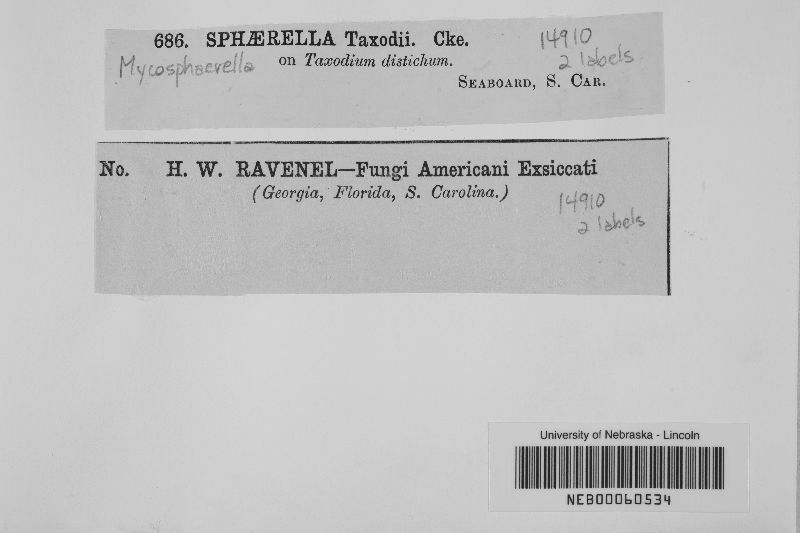 686. SPHÆRELLA Taxodii. Cke.
14910
Mycosphaerella
on Taxodium distichum.
2 labels
SEABOARD, S. CAR.
No. H. W. RAVENEL—Fungi Americani Exsiccati
(Georgia, Florida, S. Carolina.)
14910
2 labels
University of Nebraska - Lincoln
NEB00060534